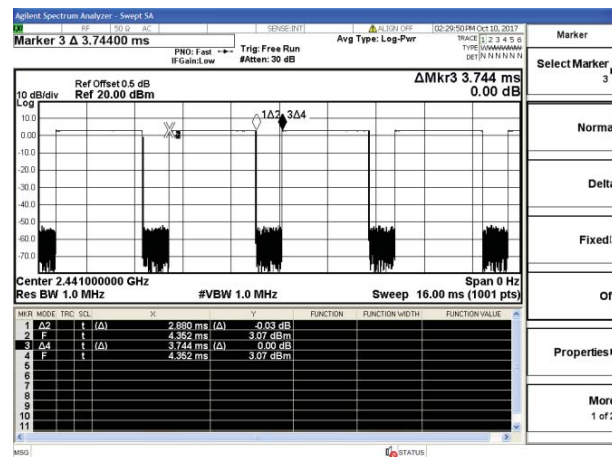 Agilent Spectrum Analyzer - Swept SA
LXI RF 50 Ω AC SENSE:INT ALIGN OFF 02:29:50 PM Oct 10, 2017
Marker 3 Δ 3.74400 ms Avg Type: Log-Pwr TRACE 1 2 3 4 5 6
PNO: Fast Trig: Free Run TYPE
IFGain:Low #Atten: 30 dB DET N N N N N N
Marker
Select Marker
3
Norma
Delta
Fixed
Of
Properties
More
1 of 2
Ref Offset 0.5 dB ΔMkr3 3.744 ms
10 dB/div Ref 20.00 dBm 0.00 dB
Log
10.0
0.00
-10.0
-20.0
-30.0
-40.0
-50.0
-60.0
-70.0
1Δ2 3Δ4
Center 2.441000000 GHz Span 0 Hz
Res BW 1.0 MHz #VBW 1.0 MHz Sweep 16.00 ms (1001 pts)
MKR MODE TRC SCL X Y FUNCTION FUNCTION WIDTH FUNCTION VALUE
1 Δ2 t (Δ) 2.880 ms (Δ) -0.03 dB
2 F t 4.352 ms 3.07 dBm
3 Δ4 t (Δ) 3.744 ms (Δ) 0.00 dB
4 F t 4.352 ms 3.07 dBm
5
6
7
8
9
10
11
MSG STATUS